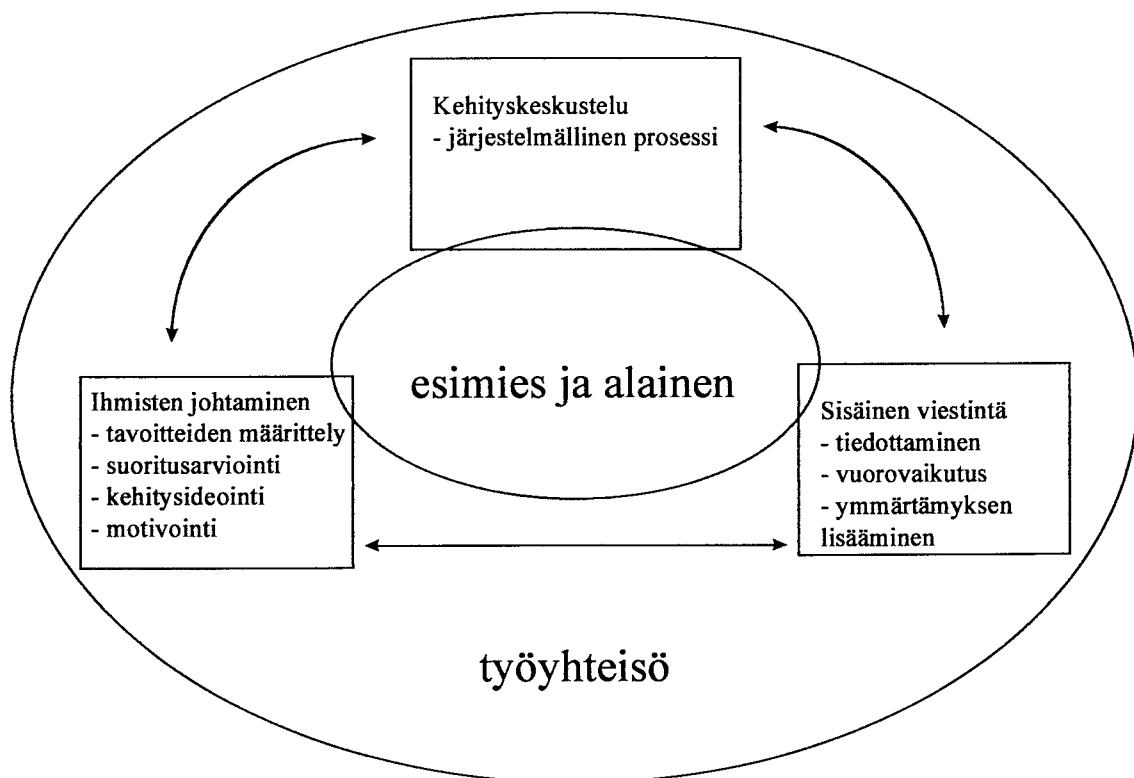 Kehityskeskustelu
- järjestelmällinen prosessi
esimies ja alainen
Ihmisten johtaminen
- tavoitteiden määrittely
- suoritusarviointi
- kehitysideointi
- motivointi
Sisäinen viestintä
- tiedottaminen
- vuorovaikutus
- ymmärtämyksen
lisääminen
työyhteisö